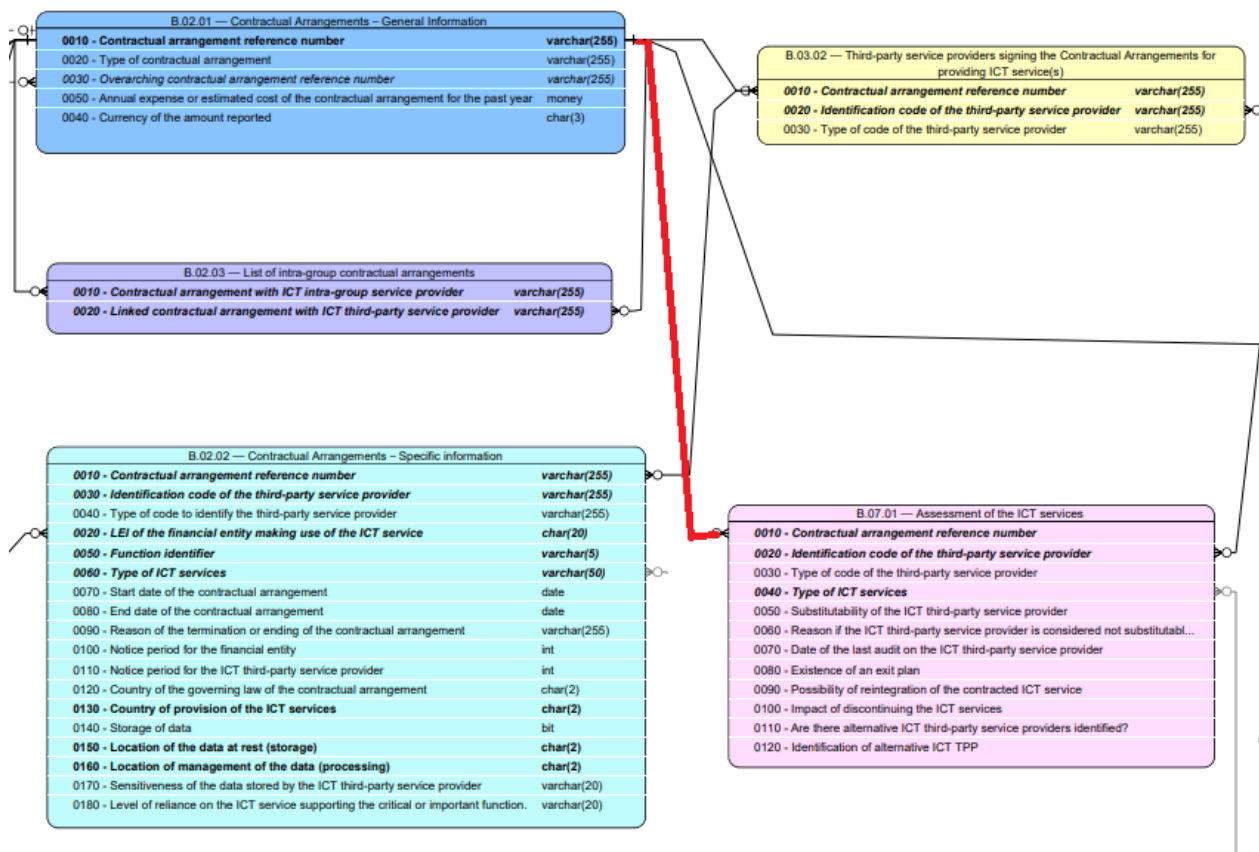 B.02.01 — Contractual Arrangements – General Information
0010 - Contractual arrangement reference number varchar(255)
0020 - Type of contractual arrangement varchar(255)
0030 - Overarching contractual arrangement reference number varchar(255)
0050 - Annual expense or estimated cost of the contractual arrangement for the past year money
0040 - Currency of the amount reported char(3)
B.03.02 — Third-party service providers signing the Contractual Arrangements for
providing ICT service(s)
0010 - Contractual arrangement reference number varchar(255)
0020 - Identification code of the third-party service provider varchar(255)
0030 - Type of code of the third-party service provider varchar(255)
B.02.03 — List of intra-group contractual arrangements
0010 - Contractual arrangement with ICT intra-group service provider varchar(255)
0020 - Linked contractual arrangement with ICT third-party service provider varchar(255)
B.02.02 — Contractual Arrangements – Specific information
0010 - Contractual arrangement reference number varchar(255)
0030 - Identification code of the third-party service provider varchar(255)
0040 - Type of code to identify the third-party service provider varchar(255)
0020 - LEI of the financial entity making use of the ICT service char(20)
0050 - Function identifier varchar(5)
0060 - Type of ICT services varchar(50)
0070 - Start date of the contractual arrangement date
0080 - End date of the contractual arrangement date
0090 - Reason of the termination or ending of the contractual arrangement varchar(255)
0100 - Notice period for the financial entity int
0110 - Notice period for the ICT third-party service provider int
0120 - Country of the governing law of the contractual arrangement char(2)
0130 - Country of provision of the ICT services char(2)
0140 - Storage of data bit
0150 - Location of the data at rest (storage) char(2)
0160 - Location of management of the data (processing) char(2)
0170 - Sensitiveness of the data stored by the ICT third-party service provider varchar(20)
0180 - Level of reliance on the ICT service supporting the critical or important function. varchar(20)
B.07.01 — Assessment of the ICT services
0010 - Contractual arrangement reference number
0020 - Identification code of the third-party service provider
0030 - Type of code of the third-party service provider
0040 - Type of ICT services
0050 - Substitutability of the ICT third-party service provider
0060 - Reason if the ICT third-party service provider is considered not substitutabl...
0070 - Date of the last audit on the ICT third-party service provider
0080 - Existence of an exit plan
0090 - Possibility of reintegration of the contracted ICT service
0100 - Impact of discontinuing the ICT services
0110 - Are there alternative ICT third-party service providers identified?
0120 - Identification of alternative ICT TPP